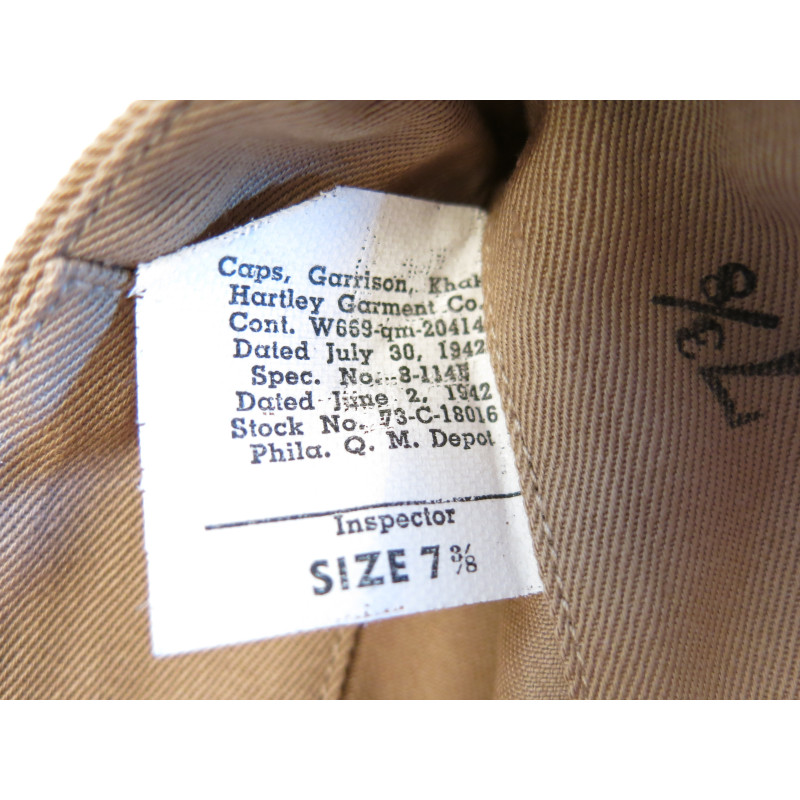 Caps, Garrison, Khak
Hartley Garment Co.
Cont. W669-qm-20414
Dated July 30, 1942
Spec. No. 8-114E
Dated June 2, 1942
Stock No. 73-C-18016
Phila. Q. M. Depot
Inspector
SIZE 7 3/8
7 3/8